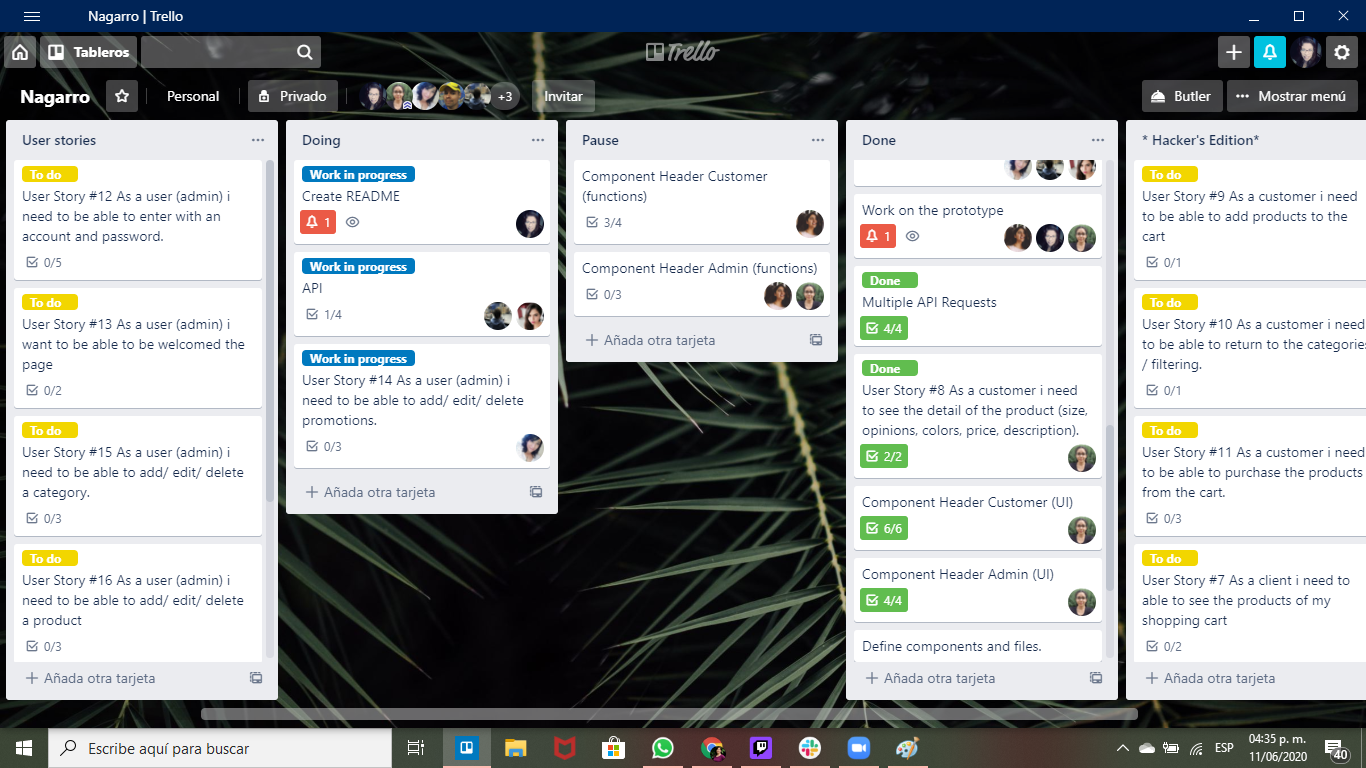 Nagarro | Trello
Tableros
Trello
Nagarro
Personal
Privado
+3
Invitar
Butler
Mostrar menú
User stories
To do
User Story #12 As a user (admin) i
need to be able to enter with an
account and password.
0/5
To do
User Story #13 As a user (admin) i
want to be able to be welcomed the
page
0/2
To do
User Story #15 As a user (admin) i
need to be able to add/ edit/ delete
a category.
0/3
To do
User Story #16 As a user (admin) i
need to be able to add/ edit/ delete
a product
0/3
Añada otra tarjeta
Doing
Work in progress
Create README
1
Work in progress
API
1/4
Work in progress
User Story #14 As a user (admin) i
need to be able to add/ edit/ delete
promotions.
0/3
Añada otra tarjeta
Pause
Component Header Customer
(functions)
3/4
Component Header Admin (functions)
0/3
Añada otra tarjeta
Done
Work on the prototype
1
Done
Multiple API Requests
4/4
Done
User Story #8 As a customer i need
to see the detail of the product (size,
opinions, colors, price, description).
2/2
Component Header Customer (UI)
6/6
Component Header Admin (UI)
4/4
Define components and files.
Añada otra tarjeta
* Hacker's Edition*
To do
User Story #9 As a customer i need
to be able to add products to the
cart
0/1
To do
User Story #10 As a customer i need
to be able to return to the categories
/ filtering.
0/1
To do
User Story #11 As a customer i need
to be able to purchase the products
from the cart.
0/3
To do
User Story #7 As a client i need to
able to see the products of my
shopping cart
0/2
Añada otra tarjeta
Escribe aquí para buscar
ESP
04:35 p. m.
11/06/2020
40